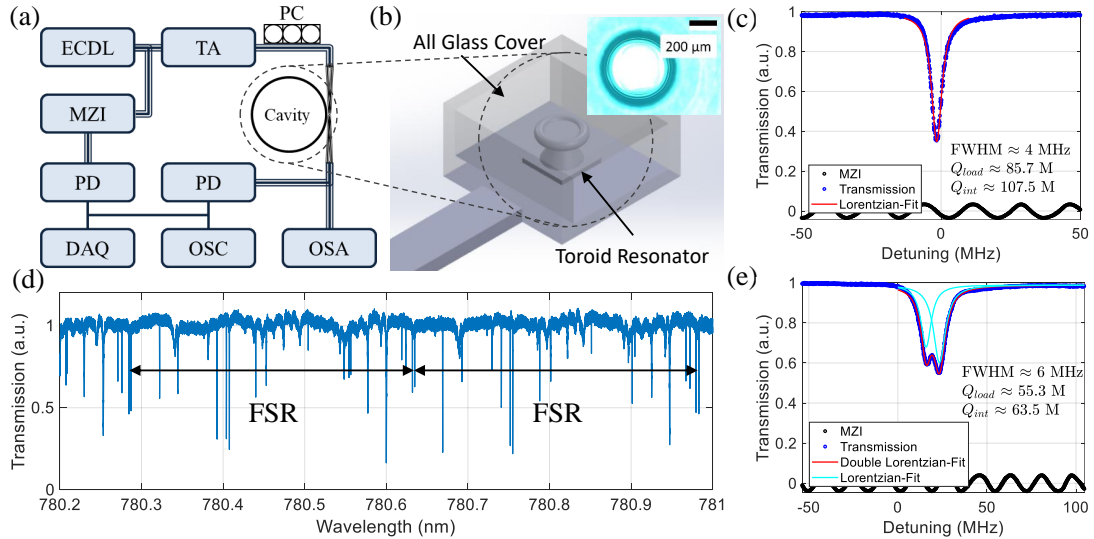 (a)
PC
ECDL
TA
MZI
Cavity
PD
PD
DAQ
OSC
OSA
(b)
All Glass Cover
200 μm
Toroid Resonator
(c)
Transmission (a.u.)
1
0.8
0.6
0.4
0.2
0
FWHM ≈ 4 MHz
Q_load ≈ 85.7 M
Q_int ≈ 107.5 M
MZI
Transmission
Lorentzian-Fit
-50
0
50
Detuning (MHz)
(d)
Transmission (a.u.)
1
0.5
0
FSR
FSR
780.2
780.3
780.4
780.5
780.6
780.7
780.8
780.9
781
Wavelength (nm)
(e)
Transmission (a.u.)
1
0.8
0.6
0.4
0.2
0
FWHM ≈ 6 MHz
Q_load ≈ 55.3 M
Q_int ≈ 63.5 M
MZI
Transmission
Double Lorentzian-Fit
Lorentzian-Fit
-50
0
50
100
Detuning (MHz)